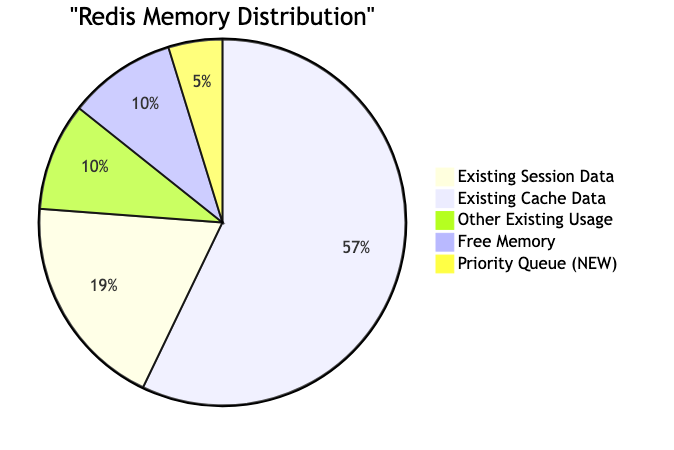 "Redis Memory Distribution"
5%
10%
10%
57%
19%
Existing Session Data
Existing Cache Data
Other Existing Usage
Free Memory
Priority Queue (NEW)